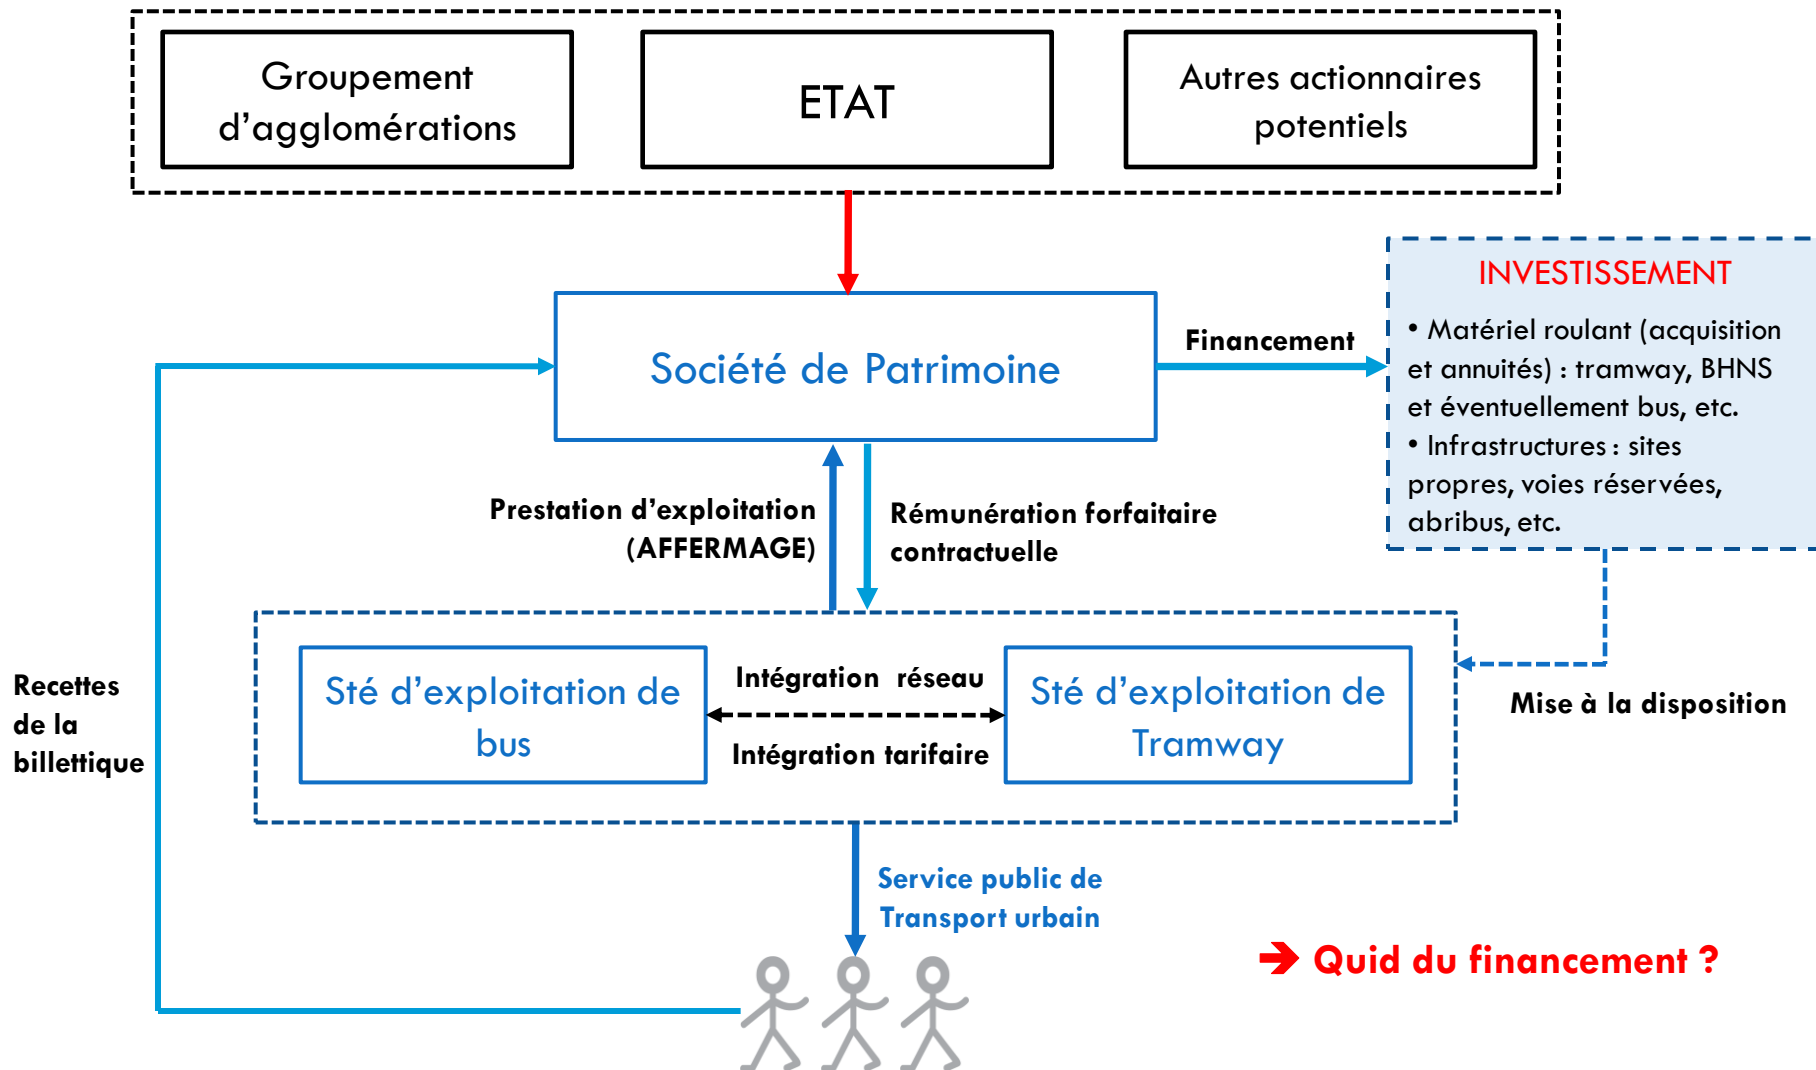 Groupement
d’agglomérations
ETAT
Autres actionnaires
potentiels
INVESTISSEMENT
• Matériel roulant (acquisition
et annuités) : tramway, BHNS
et éventuellement bus, etc.
• Infrastructures : sites
propres, voies réservées,
abribus, etc.
Financement
Société de Patrimoine
Prestation d’exploitation
(AFFERMAGE)
Rémunération forfaitaire
contractuelle
Recettes
de la
billettique
Sté d'exploitation de
bus
Intégration réseau
Intégration tarifaire
Sté d'exploitation de
Tramway
Mise à la disposition
Service public de
Transport urbain
➔ Quid du financement ?